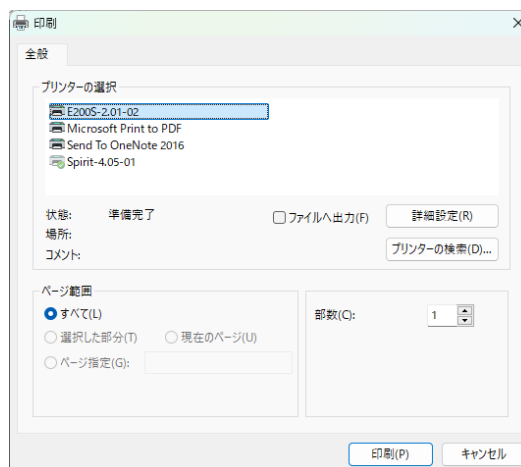 印刷
全般
プリンターの選択
E200S-2.01-02
Microsoft Print to PDF
Send To OneNote 2016
Spirit-4.05-01
状態: 準備完了
ファイルへ出力(F)
詳細設定(R)
場所:
コメント:
プリンターの検索(D)...
ページ範囲
すべて(L)
選択した部分(T) 現在のページ(U)
ページ指定(G):
部数(C): 1
印刷(P) キャンセル